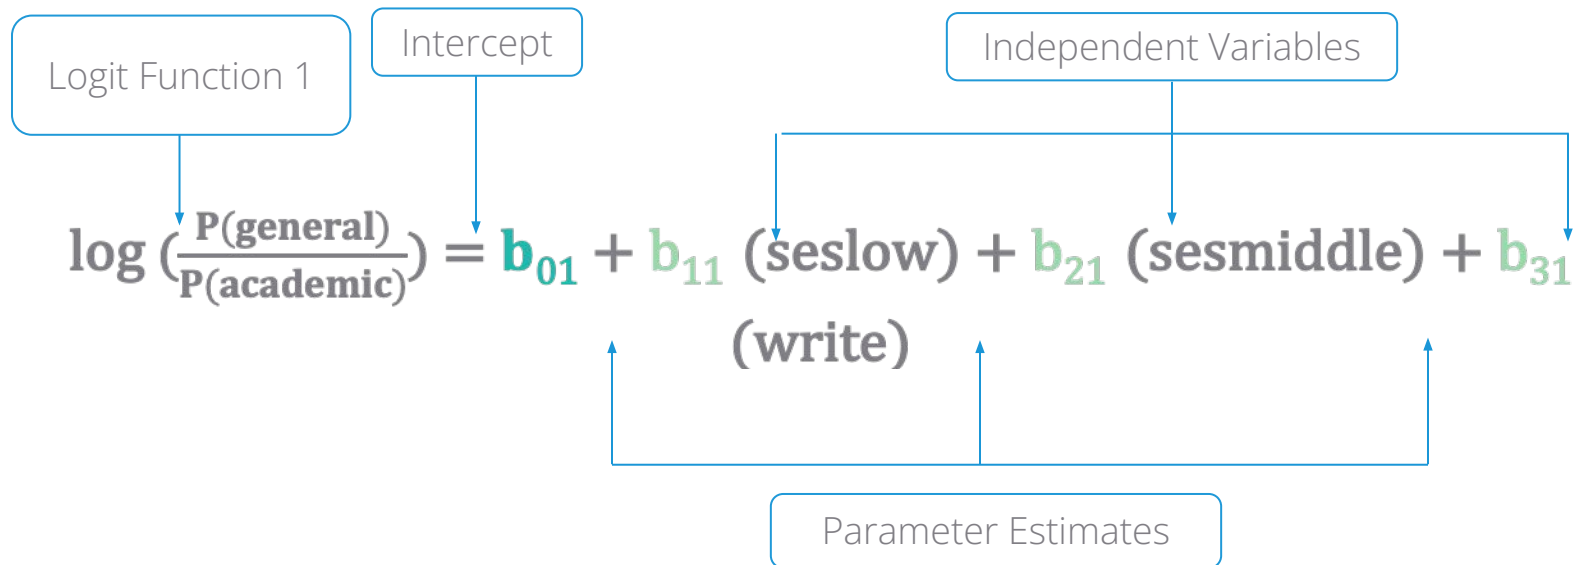 Logit Function 1
Intercept
Independent Variables
log (P(general)/P(academic)) = b₀₁ + b₁₁ (seslow) + b₂₁ (sesmiddle) + b₃₁
(write)
Parameter Estimates